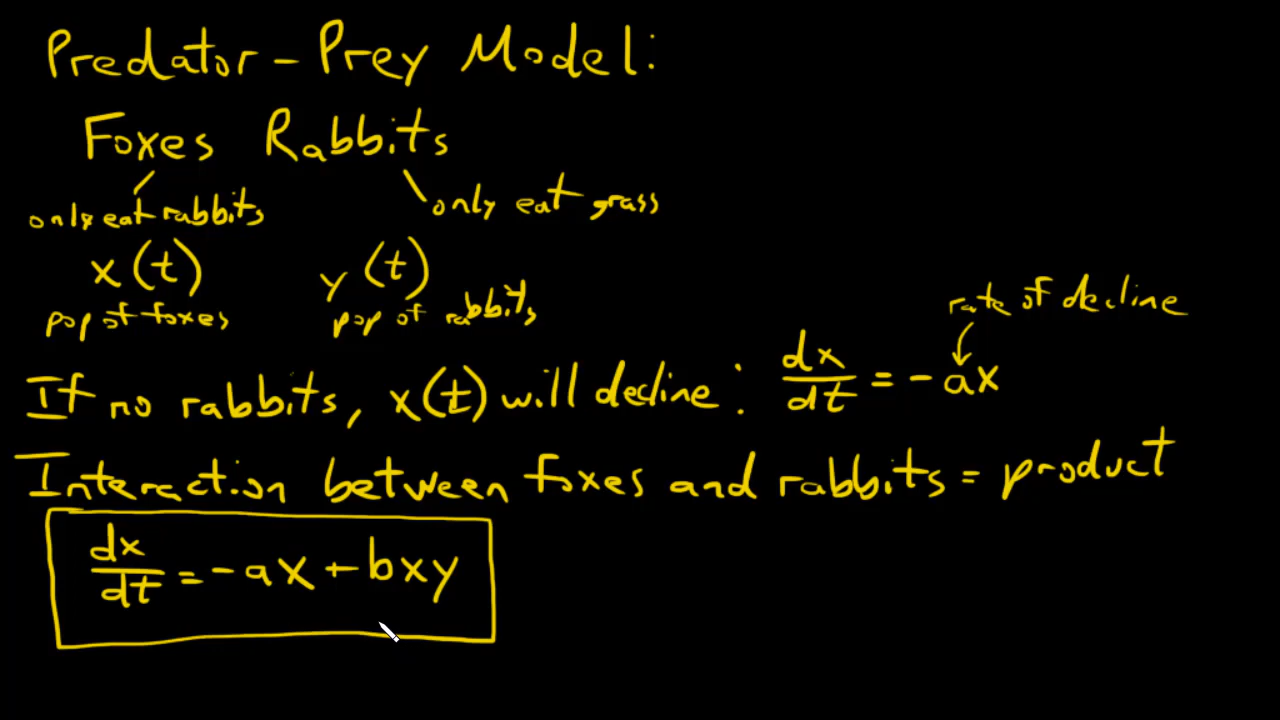 Predator - Prey Model:
Foxes Rabbits
only eat rabbits
only eat grass
x(t)
y(t)
pop of foxes
pop of rabbits
rate of decline
If no rabbits, x(t) will decline: dx/dt = -ax
Interaction between foxes and rabbits = product
dx/dt = -ax + bxy